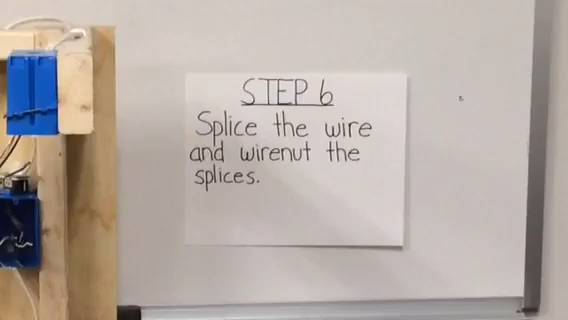 STEP 6
Splice the wire
and wirenut the
splices.